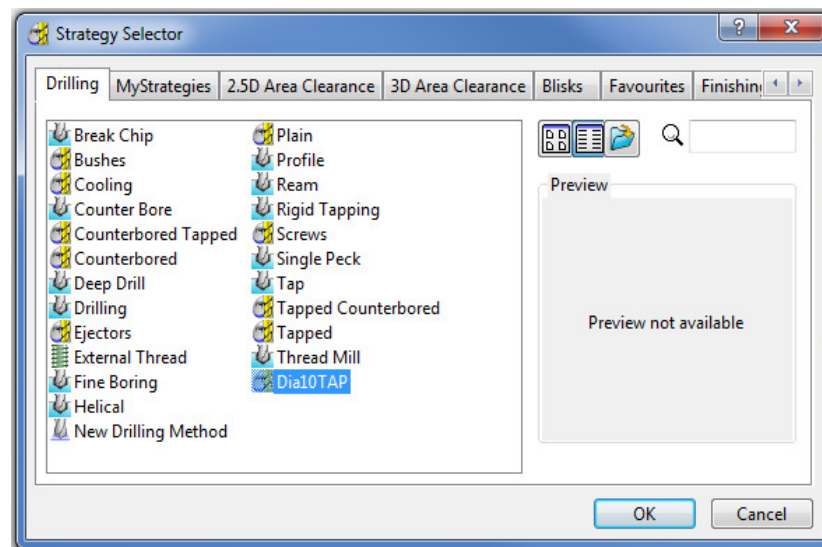 Strategy Selector
Drilling MyStrategies 2.5D Area Clearance 3D Area Clearance Blisks Favourites
Break Chip
Bushes
Cooling
Counter Bore
Counterbored Tapped
Counterbored
Deep Drill
Drilling
Ejectors
External Thread
Fine Boring
Helical
New Drilling Method
Plain
Profile
Ream
Rigid Tapping
Screws
Single Peck
Tap
Tapped Counterbored
Tapped
Thread Mill
Dia10TAP
Preview
Preview not available
OK Cancel